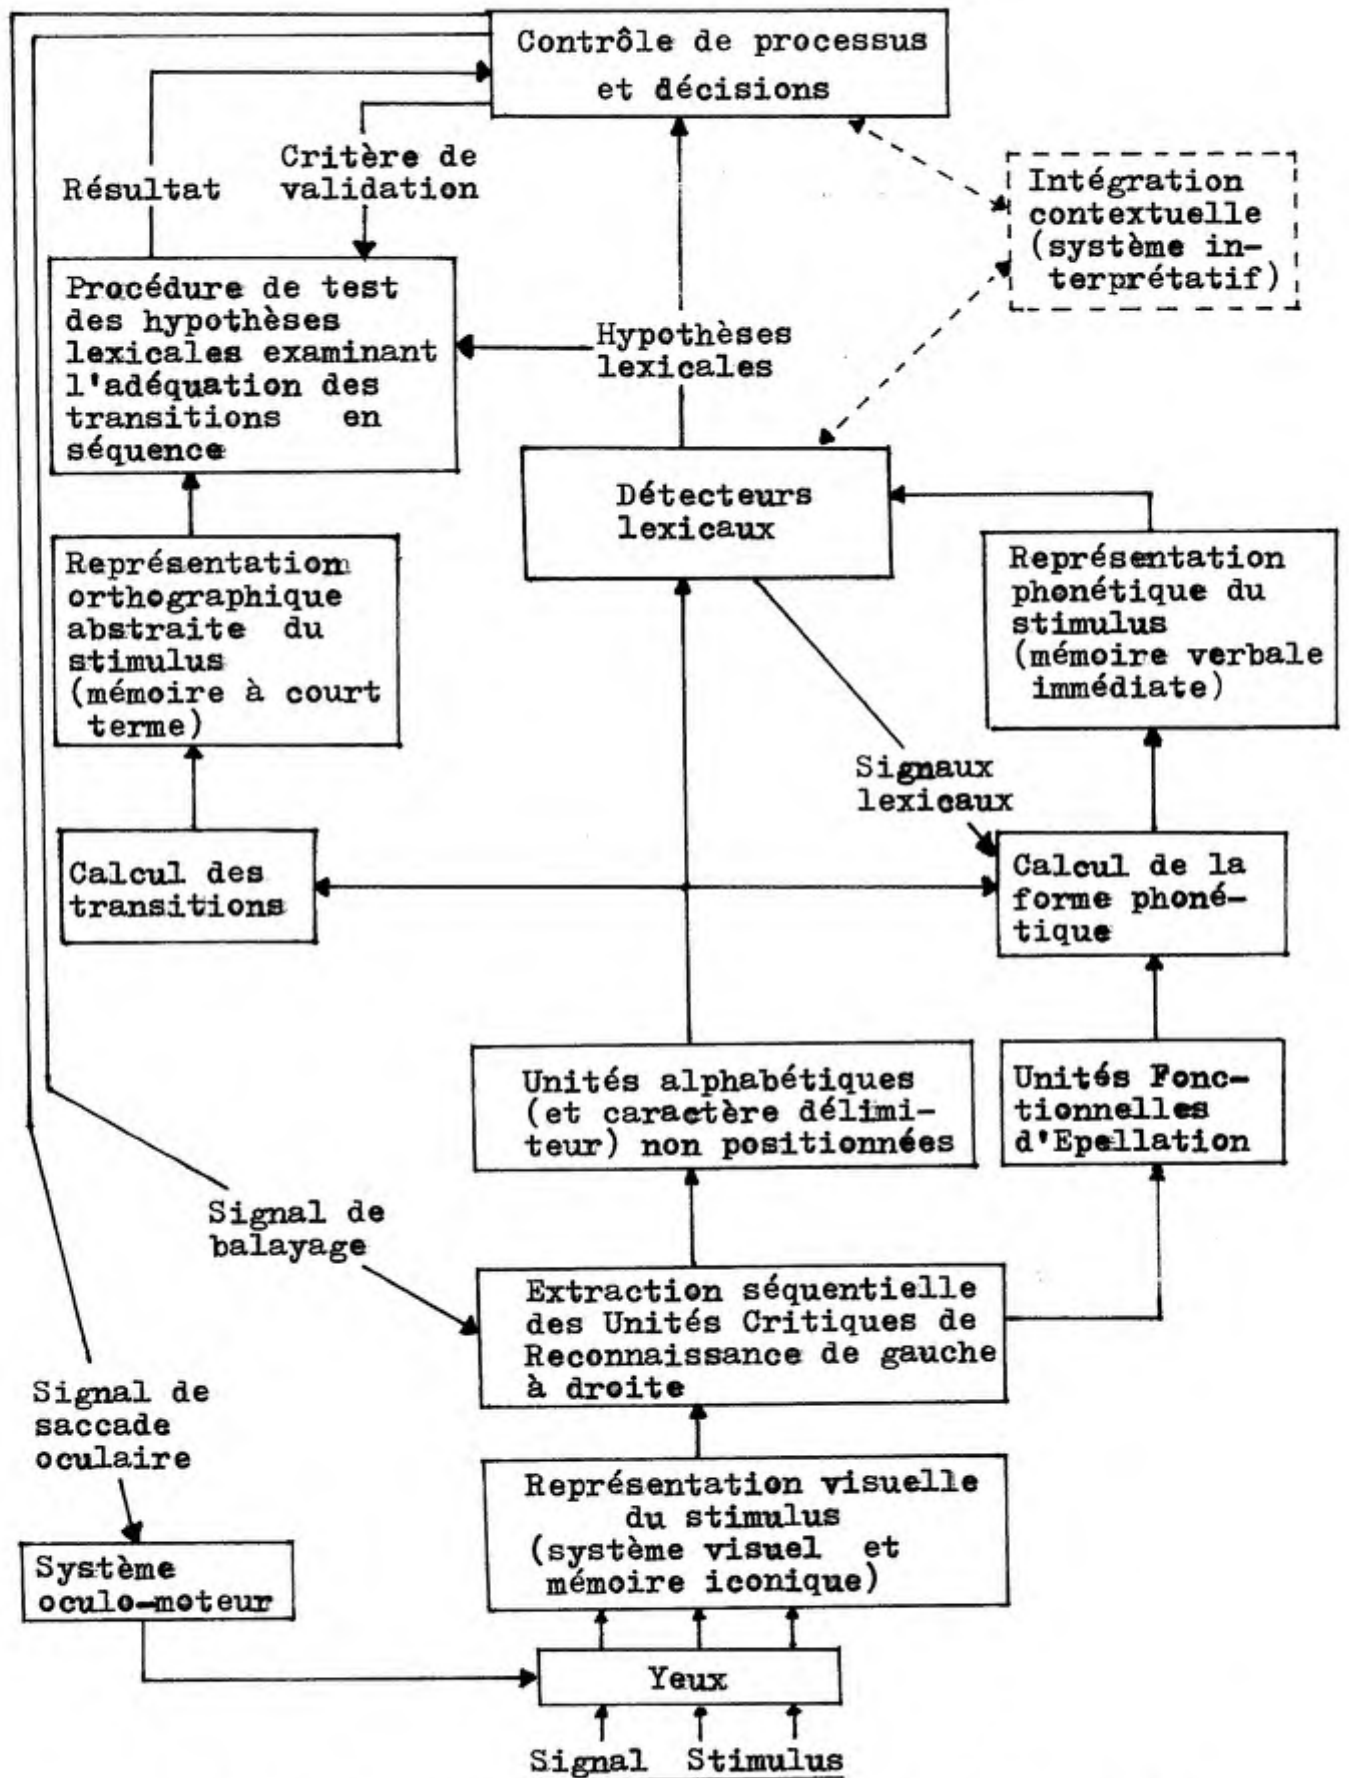 Contrôle de processus
et décisions
Critère de
validation
Résultat
Intégration
contextuelle
(système in-
terprétatif)
Procédure de test
des hypothèses
lexicales examinant
l'adéquation des
transitions en
séquence
Hypothèses
lexicales
Détecteurs
lexicaux
Représentation
orthographique
abstraite du
stimulus
(mémoire à court
terme)
Représentation
phonétique du
stimulus
(mémoire verbale
immédiate)
Signaux
lexicaux
Calcul des
transitions
Calcul de la
forme phoné-
tique
Unités alphabétiques
(et caractère délimi-
teur) non positionnées
Unités Fonc-
tionnelles
d'Epellation
Signal de
balayage
Extraction séquentielle
des Unités Critiques de
Reconnaissance de gauche
à droite
Signal de
saccade
oculaire
Représentation visuelle
du stimulus
(système visuel et
mémoire iconique)
Système
oculo-moteur
Yeux
Signal Stimulus